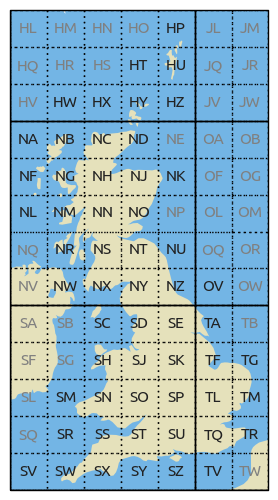 HL HM HN HO HP JL JM
HQ HR HS HT HU JQ JR
HV HW HX HY HZ JV JW
NA NB NC ND NE OA OB
NF NG NH NJ NK OF OG
NL NM NN NO NP OL OM
NQ NR NS NT NU OQ OR
NV NW NX NY NZ OV OW
SA SB SC SD SE TA TB
SF SG SH SJ SK TF TG
SL SM SN SO SP TL TM
SQ SR SS ST SU TQ TR
SV SW SX SY SZ TV TW